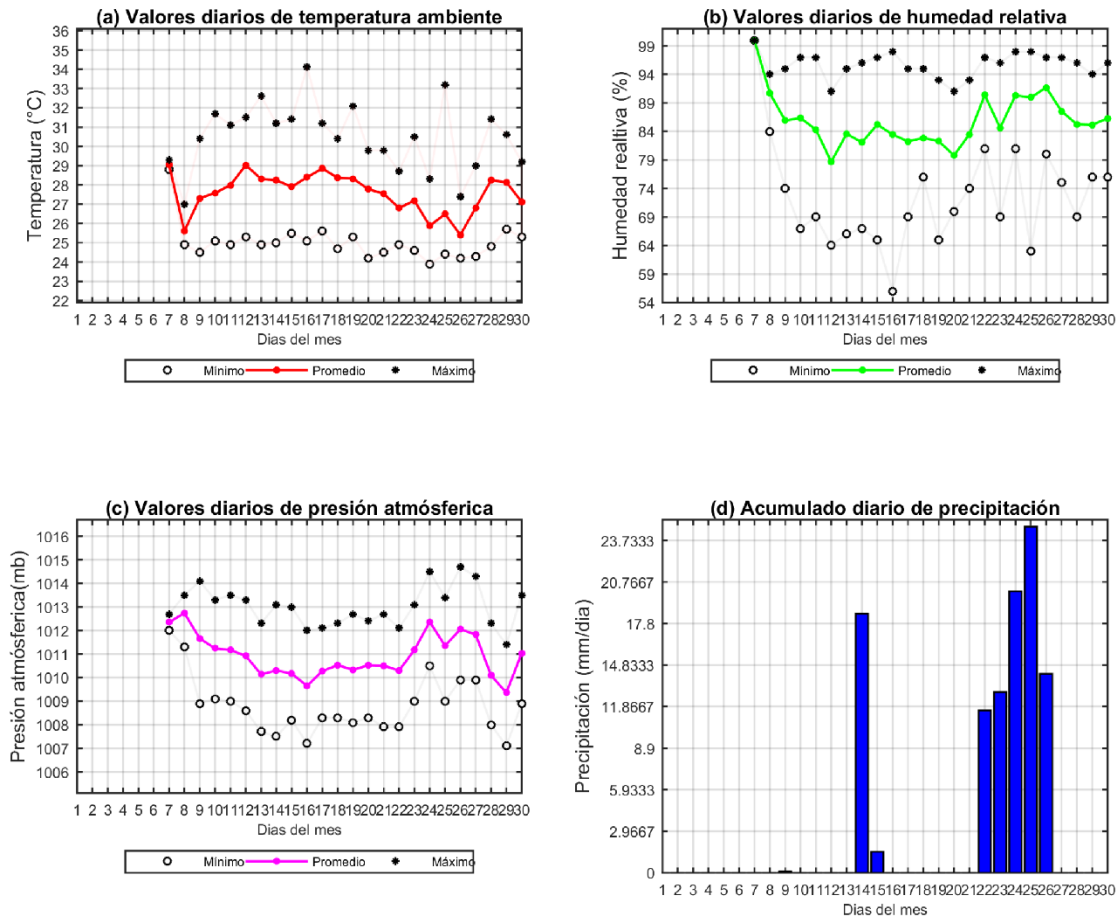 (a) Valores diarios de temperatura ambiente
Temperatura (°C)
36
35
34
33
32
31
30
29
28
27
26
25
24
23
22
1 2 3 4 5 6 7 8 9 10 11 12 13 14 15 16 17 18 19 20 21 22 23 24 25 26 27 28 29 30
Dias del mes
Mínimo Promedio Máximo
(b) Valores diarios de humedad relativa
Humedad realtiva (%)
99
94
89
84
79
74
69
64
59
54
1 2 3 4 5 6 7 8 9 10 11 12 13 14 15 16 17 18 19 20 21 22 23 24 25 26 27 28 29 30
Dias del mes
Mínimo Promedio Máximo
(c) Valores diarios de presión atmósferica
Presión atmósferica(mb)
1016
1015
1014
1013
1012
1011
1010
1009
1008
1007
1006
1 2 3 4 5 6 7 8 9 10 11 12 13 14 15 16 17 18 19 20 21 22 23 24 25 26 27 28 29 30
Dias del mes
Mínimo Promedio Máximo
(d) Acumulado diario de precipitación
Precipitación (mm/dia)
23.7333
20.7667
17.8
14.8333
11.8667
8.9
5.9333
2.9667
0
1 2 3 4 5 6 7 8 9 10 11 12 13 14 15 16 17 18 19 20 21 22 23 24 25 26 27 28 29 30
Dias del mes